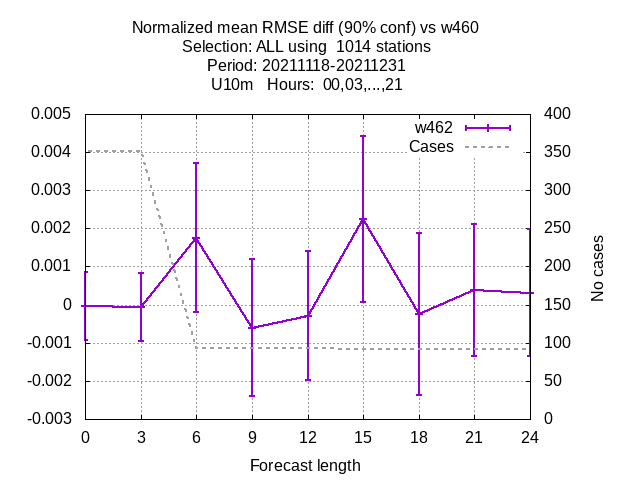 Normalized mean RMSE diff (90% conf) vs w460
Selection: ALL using  1014 stations
Period: 20211118-20211231
U10m   Hours:  00,03,...,21
w462
Cases
0.005
0.004
0.003
0.002
0.001
0
-0.001
-0.002
-0.003
400
350
300
250
200
150
100
50
0
No cases
0 3 6 9 12 15 18 21 24
Forecast length